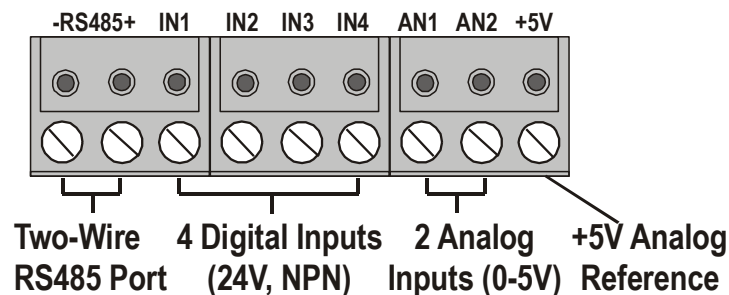 -RS485+ IN1 IN2 IN3 IN4 AN1 AN2 +5V
Two-Wire 4 Digital Inputs 2 Analog +5V Analog
RS485 Port (24V, NPN) Inputs (0-5V) Reference